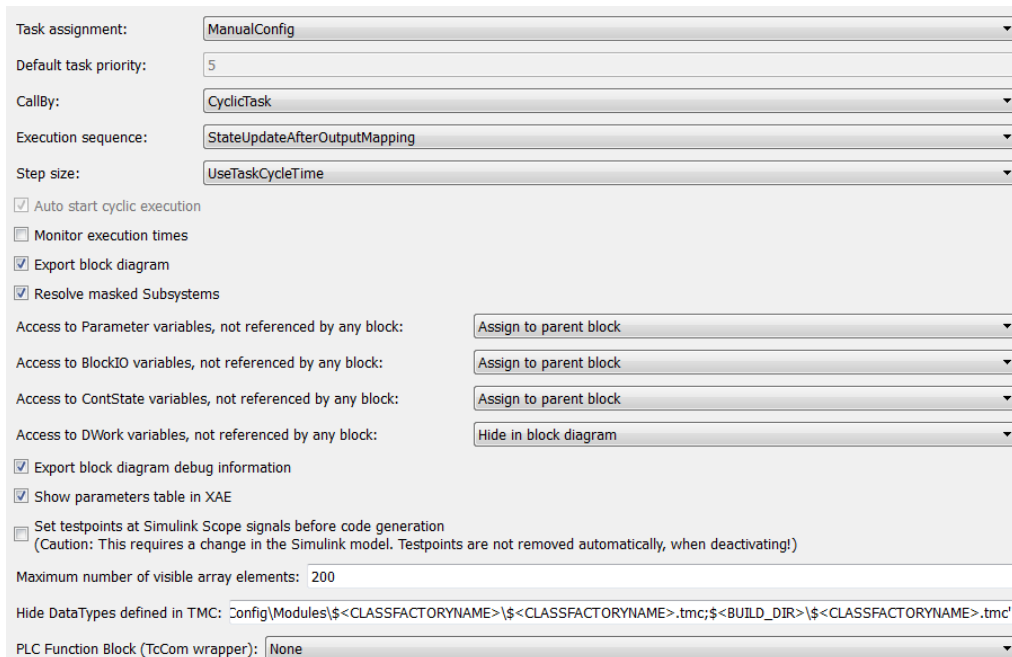 Task assignment: ManualConfig
Default task priority: 5
CallBy: CyclicTask
Execution sequence: StateUpdateAfterOutputMapping
Step size: UseTaskCycleTime
Auto start cyclic execution
Monitor execution times
Export block diagram
Resolve masked Subsystems
Access to Parameter variables, not referenced by any block: Assign to parent block
Access to BlockIO variables, not referenced by any block: Assign to parent block
Access to ContState variables, not referenced by any block: Assign to parent block
Access to DWork variables, not referenced by any block: Hide in block diagram
Export block diagram debug information
Show parameters table in XAE
Set testpoints at Simulink Scope signals before code generation
(Caution: This requires a change in the Simulink model. Testpoints are not removed automatically, when deactivating!)
Maximum number of visible array elements: 200
Hide DataTypes defined in TMC: Config\Modules\$<CLASSFACTORYNAME>\$<CLASSFACTORYNAME>.tmc;$<BUILD_DIR>\$<CLASSFACTORYNAME>.tmc"
PLC Function Block (TcCom wrapper): None